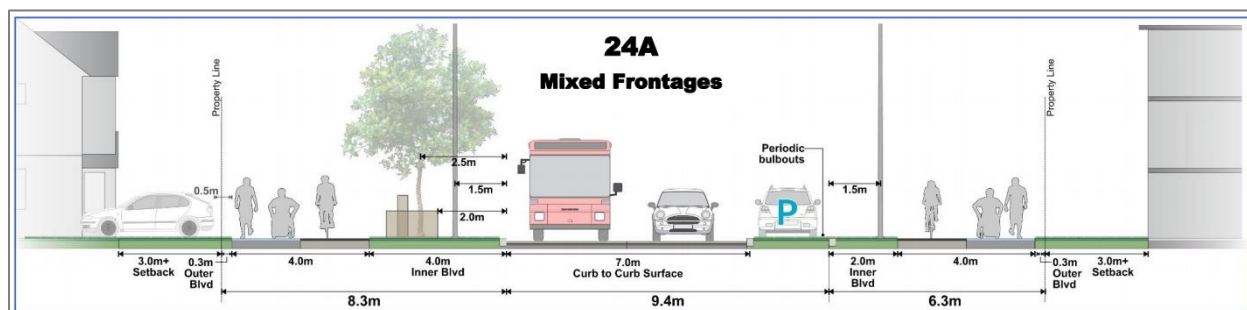 24A
Mixed Frontages
Property Line
Property Line
Periodic
bulbouts
2.5m
0.5m
1.5m
1.5m
2.0m
P
3.0m+
Setback
0.3m
Outer
Blvd
4.0m
4.0m
Inner Blvd
7.0m
Curb to Curb Surface
2.0m
Inner
Blvd
4.0m
0.3m
Outer
Blvd
3.0m+
Setback
8.3m
9.4m
6.3m